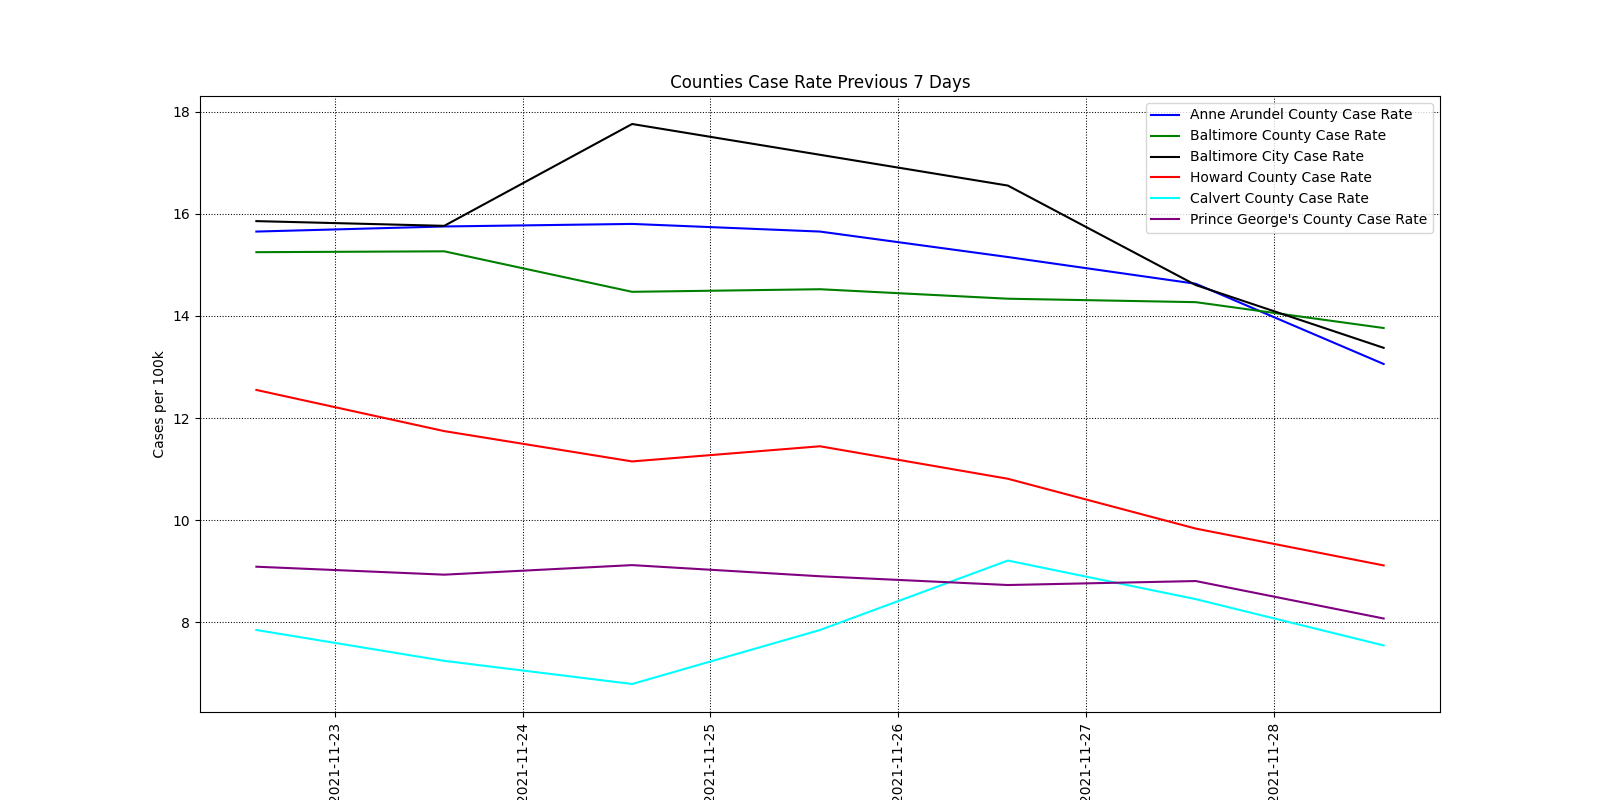 Counties Case Rate Previous 7 Days
Anne Arundel County Case Rate
Baltimore County Case Rate
Baltimore City Case Rate
Howard County Case Rate
Calvert County Case Rate
Prince George's County Case Rate
Cases per 100k
18
16
14
12
10
8
2021-11-23
2021-11-24
2021-11-25
2021-11-26
2021-11-27
2021-11-28